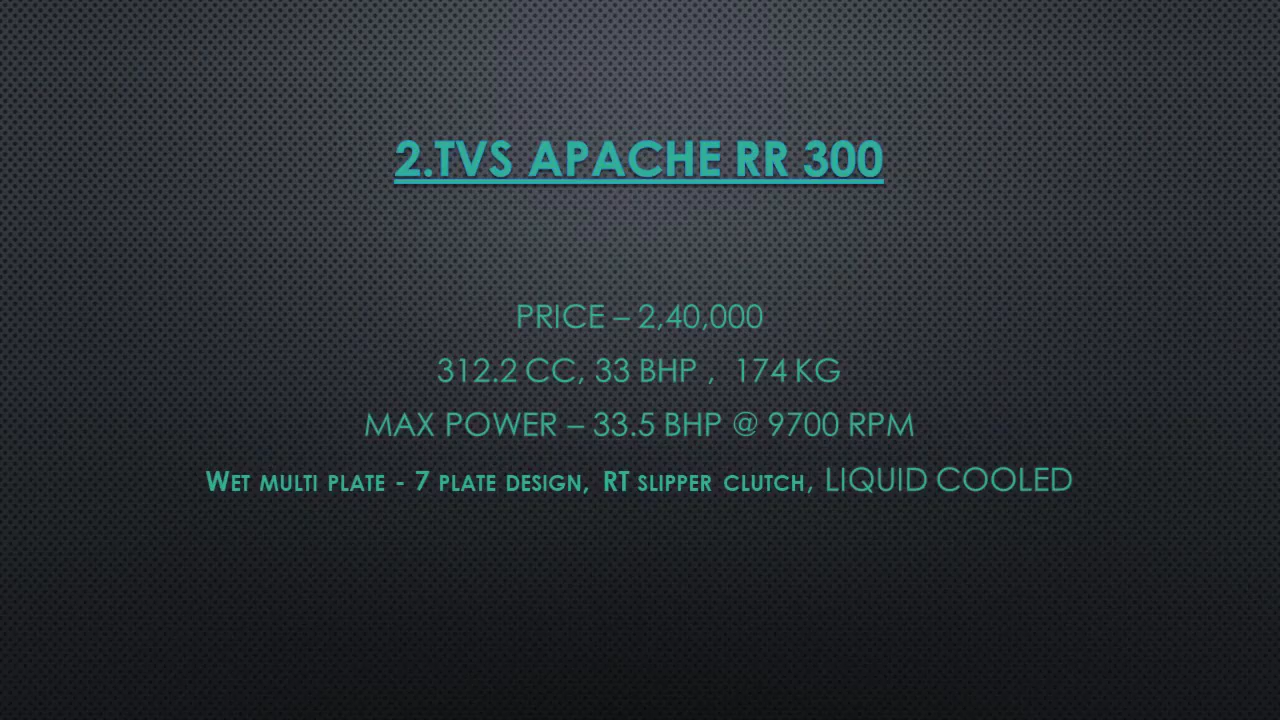 2.TVS APACHE RR 300
PRICE – 2,40,000
312.2 CC, 33 BHP ,  174 KG
MAX POWER – 33.5 BHP @ 9700 RPM
WET MULTI PLATE - 7 PLATE DESIGN, RT SLIPPER CLUTCH, LIQUID COOLED